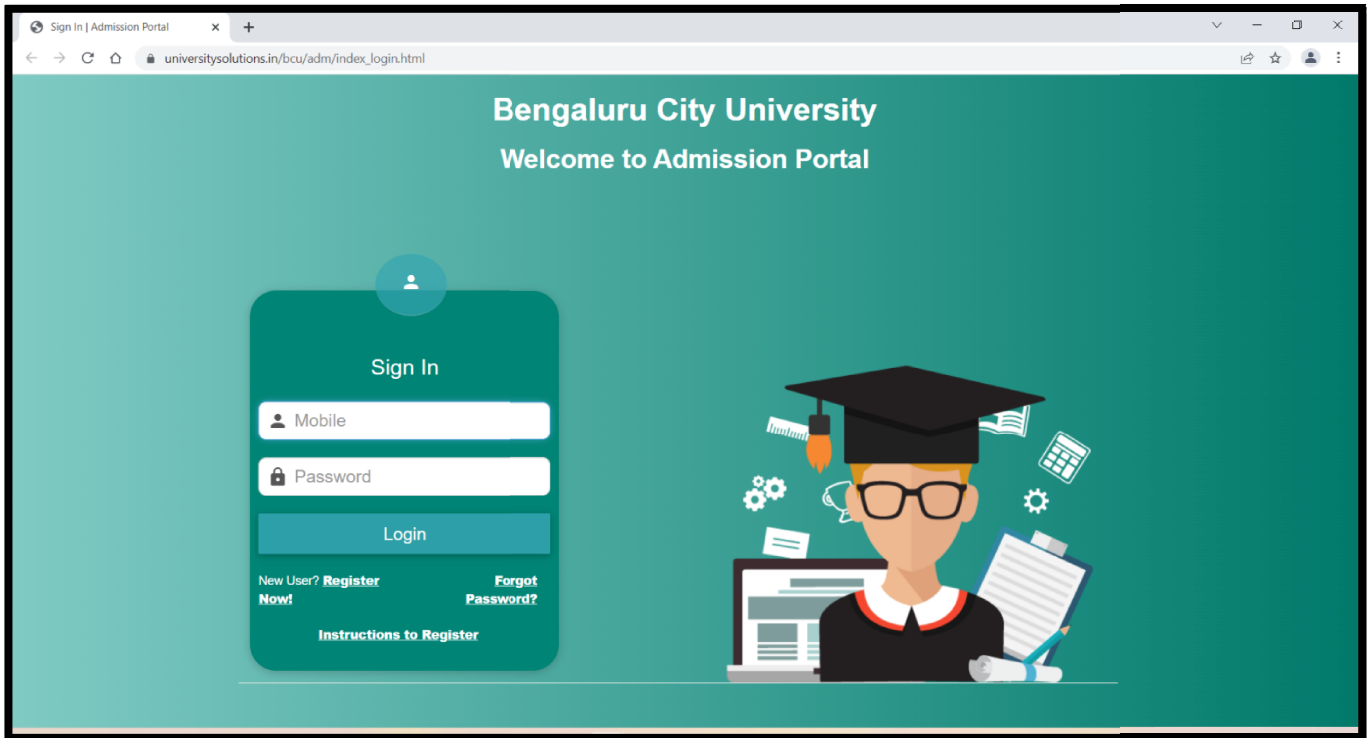 Sign In | Admission Portal
universitysolutions.in/bcu/adm/index_login.html
Bengaluru City University
Welcome to Admission Portal
Sign In
Mobile
Password
Login
New User? Register Now!
Forgot Password?
Instructions to Register